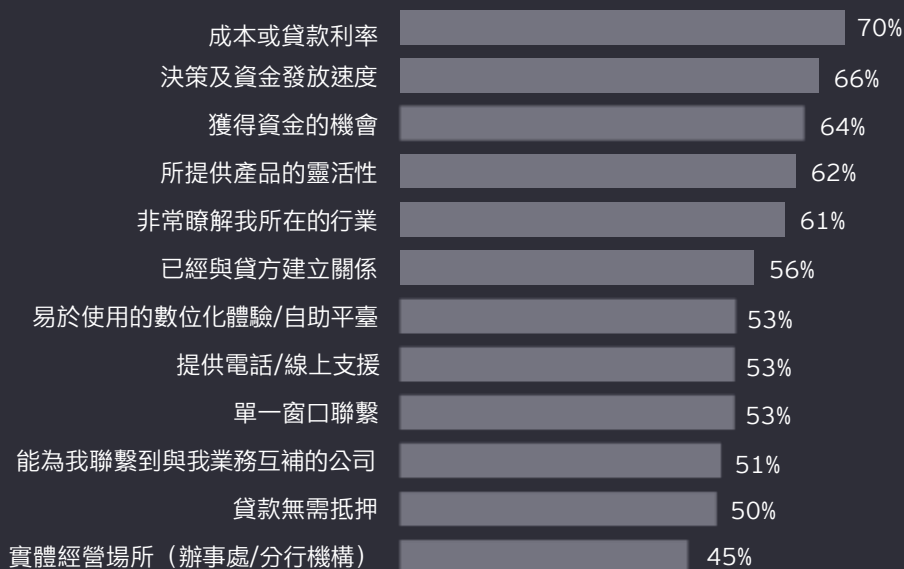 成本或貸款利率 70%
決策及資金發放速度 66%
獲得資金的機會 64%
所提供產品的靈活性 62%
非常瞭解我所在的行業 61%
已經與貸方建立關係 56%
易於使用的數位化體驗/自助平臺 53%
提供電話/線上支援 53%
單一窗口聯繫 53%
能為我聯繫到與我業務互補的公司 51%
貸款無需抵押 50%
實體經營場所（辦事處/分行機構） 45%